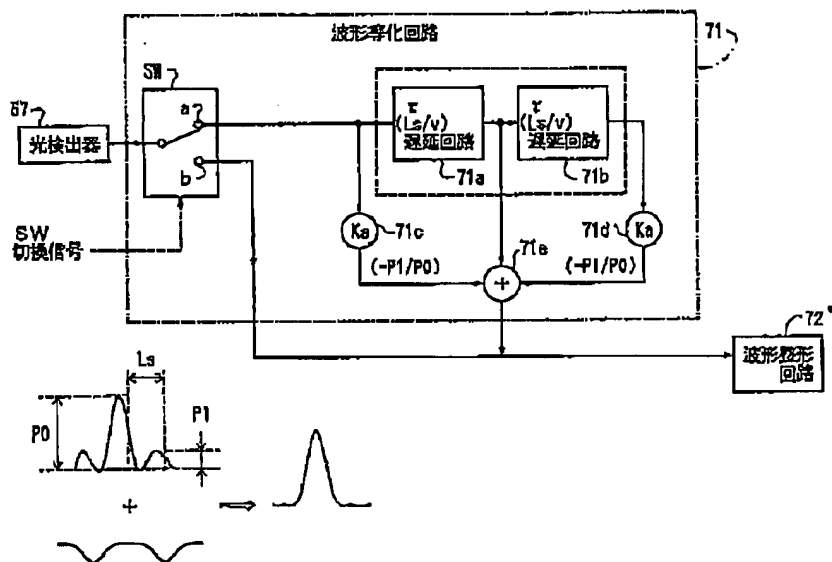 波形等化回路
71
SW
67
a
b
光検出器
τ
(Ls/v)
遅延回路
τ
(Ls/v)
遅延回路
71a
71b
SW
切換信号
Ka
71c
71d
Ka
71e
(-P1/P0)
+
(-P1/P0)
72
波形整形
回路
Ls
P0
P1
+